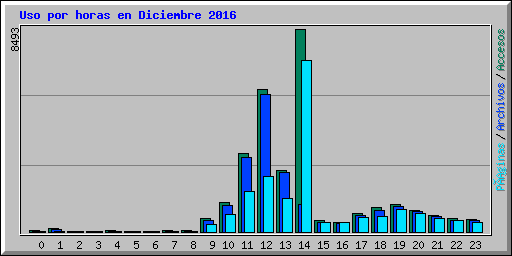 Uso por horas en Diciembre 2016
8493
Páginas/Archivos/Accesos
0 1 2 3 4 5 6 7 8 9 10 11 12 13 14 15 16 17 18 19 20 21 22 23